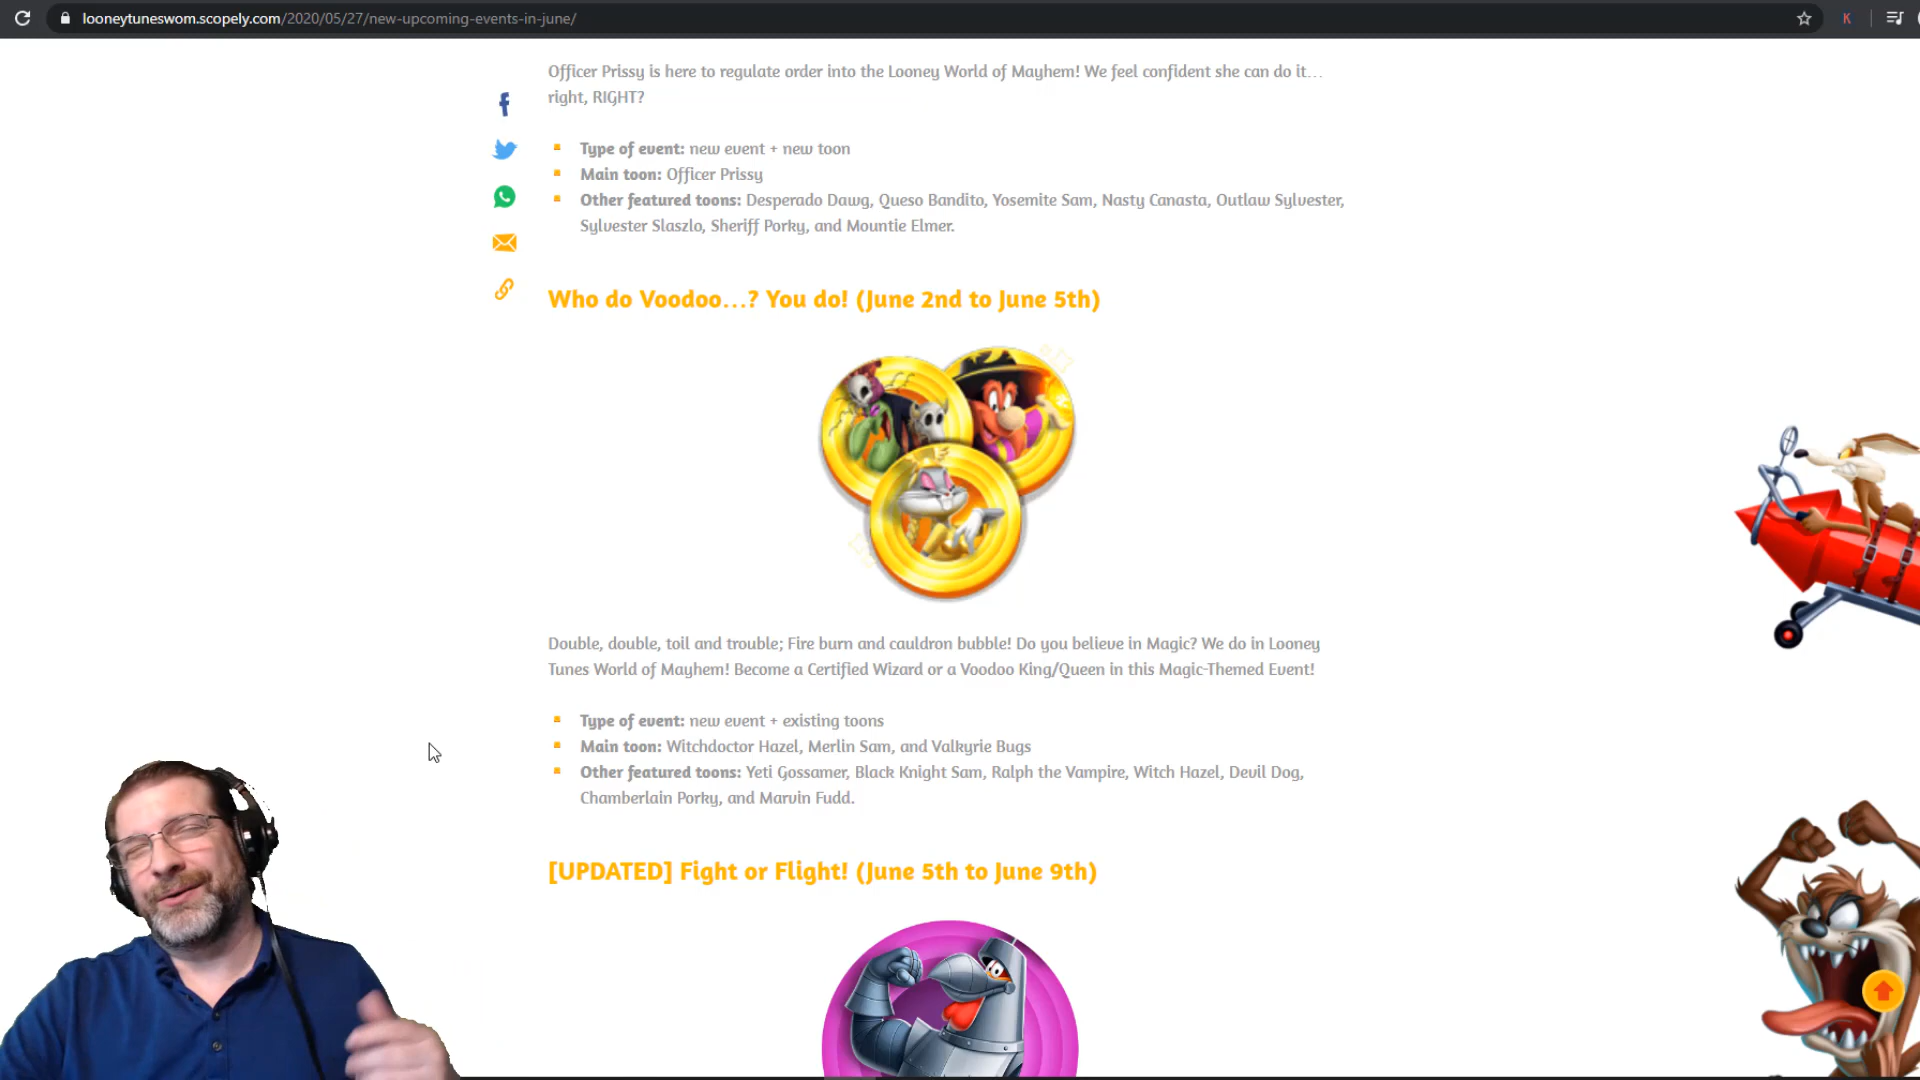 looneytuneswom.scopely.com/2020/05/27/new-upcoming-events-in-june/
K
Officer Prissy is here to regulate order into the Looney World of Mayhem! We feel confident she can do it…
right, RIGHT?
Type of event: new event + new toon
Main toon: Officer Prissy
Other featured toons: Desperado Dawg, Queso Bandito, Yosemite Sam, Nasty Canasta, Outlaw Sylvester,
Sylvester Slaszlo, Sheriff Porky, and Mountie Elmer.
Who do Voodoo…? You do! (June 2nd to June 5th)
Double, double, toil and trouble; Fire burn and cauldron bubble! Do you believe in Magic? We do in Looney
Tunes World of Mayhem! Become a Certified Wizard or a Voodoo King/Queen in this Magic-Themed Event!
Type of event: new event + existing toons
Main toon: Witchdoctor Hazel, Merlin Sam, and Valkyrie Bugs
Other featured toons: Yeti Gossamer, Black Knight Sam, Ralph the Vampire, Witch Hazel, Devil Dog,
Chamberlain Porky, and Marvin Fudd.
[UPDATED] Fight or Flight! (June 5th to June 9th)